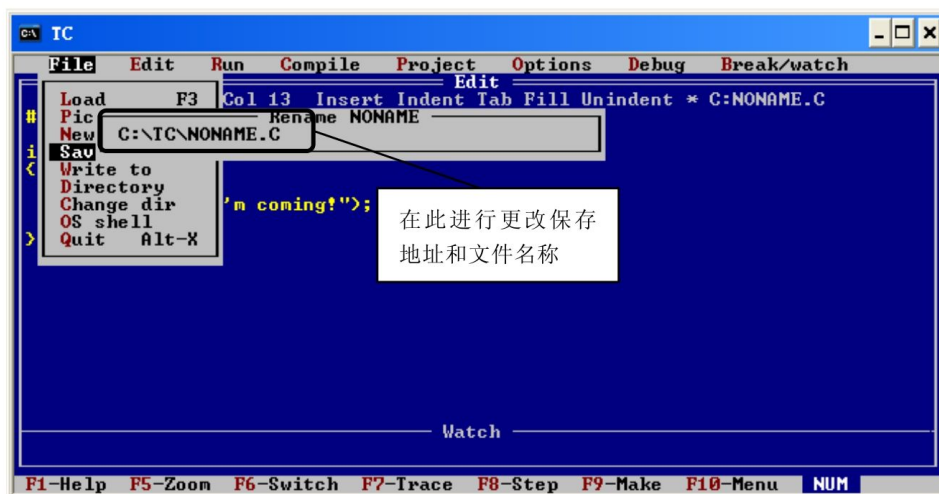 TC
File Edit Run Compile Project Options Debug Break/watch
Edit
Load F3 Col 13 Insert Indent Tab Fill Unindent * C:NONAME.C
# Pic Rename NONAME
New C:\TC\NONAME.C
i Sav
{ Write to
Directory
Change dir 'm coming!");
OS shell
} Quit Alt-X
在此进行更改保存
地址和文件名称
Watch
F1-Help F5-Zoom F6-Switch F7-Trace F8-Step F9-Make F10-Menu NUM